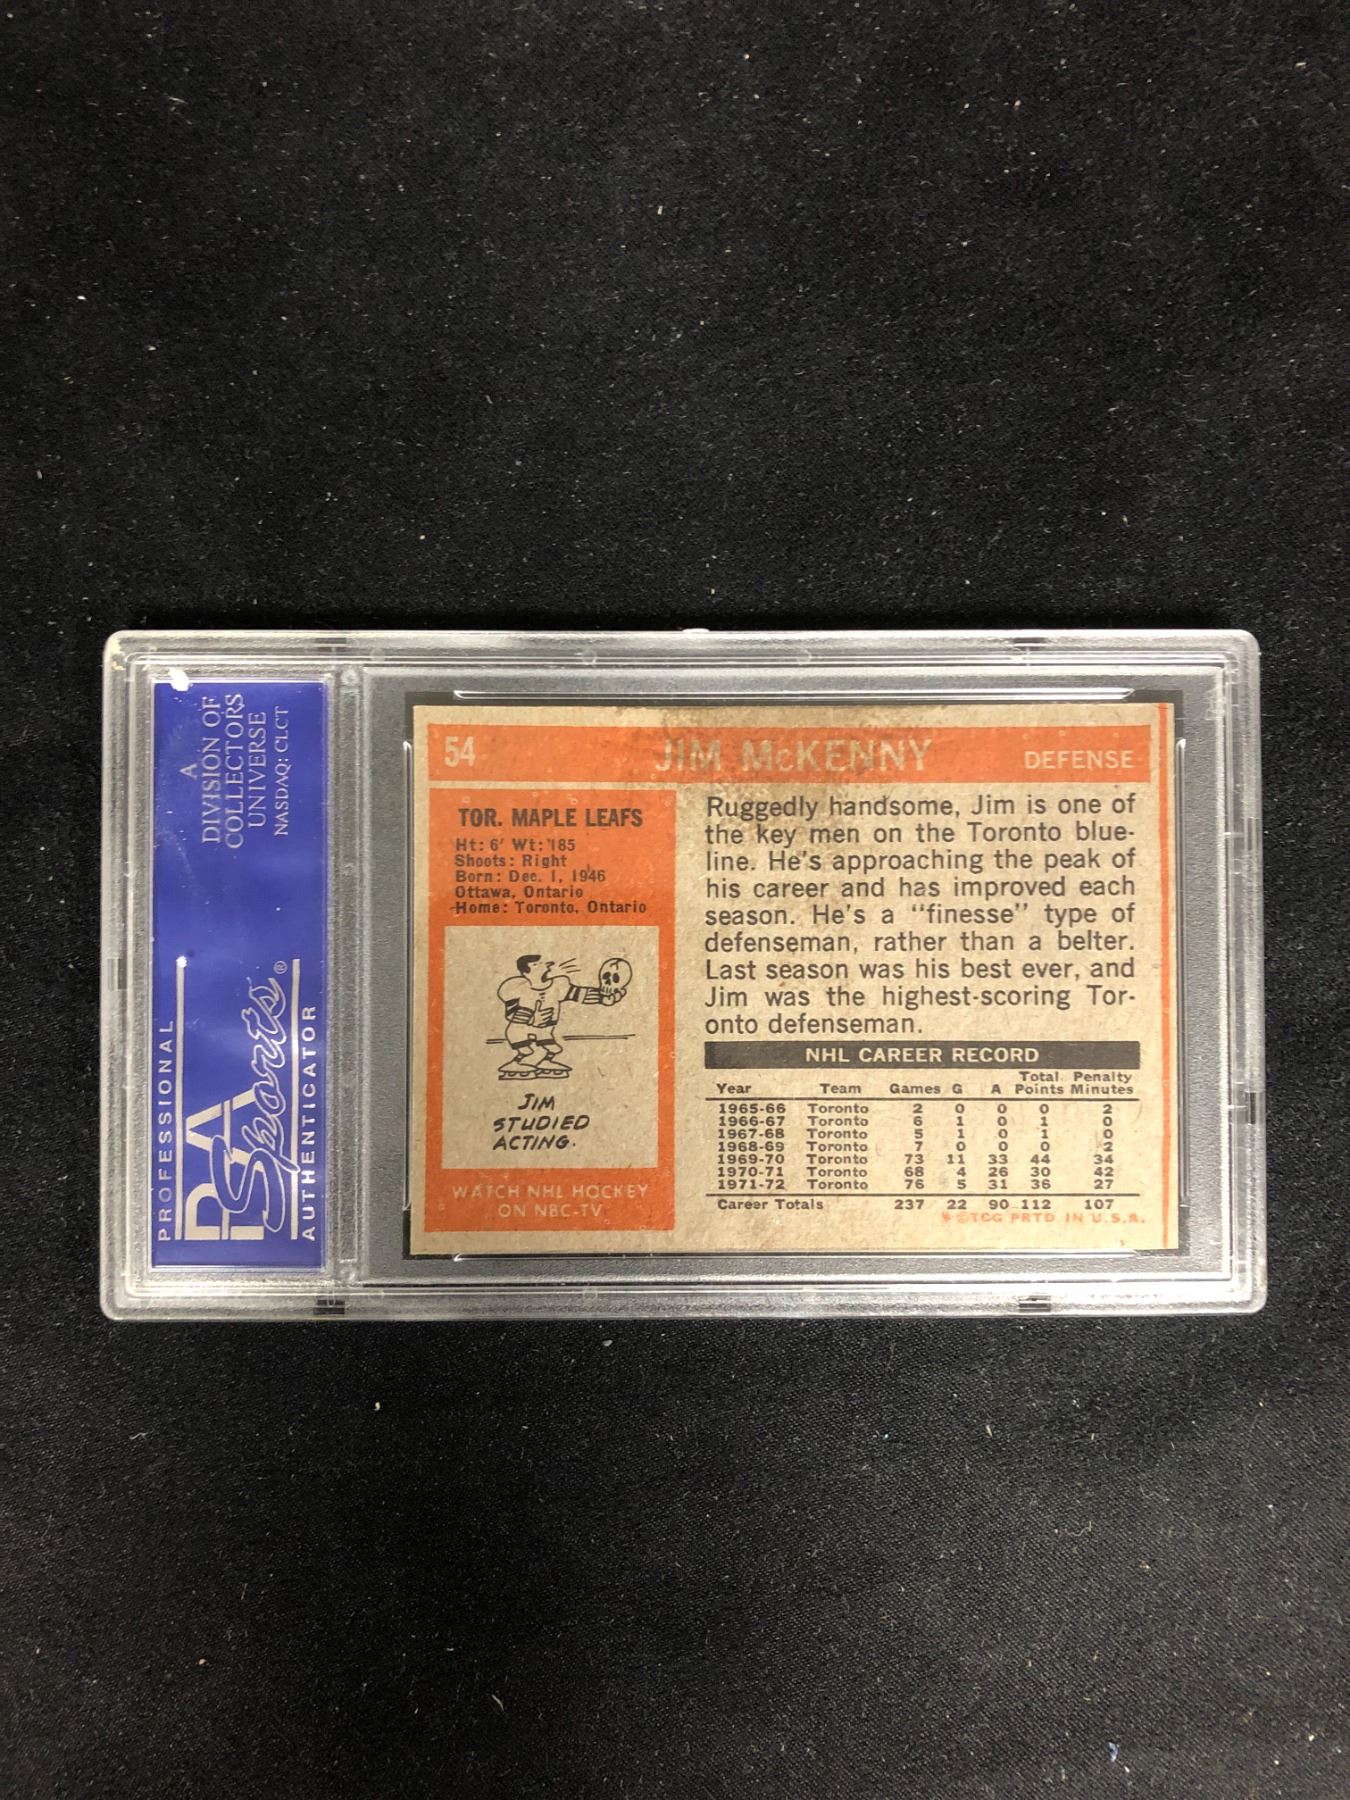 A
DIVISION OF
COLLECTORS
UNIVERSE
NASDAQ: CLCT
PROFESSIONAL
PSA
Sports®
AUTHENTICATOR
54 JIM McKENNY DEFENSE
TOR. MAPLE LEAFS
Ht: 6' Wt: 185
Shoots: Right
Born: Dec. 1, 1946
Ottawa, Ontario
Home: Toronto, Ontario
JIM
STUDIED
ACTING.
WATCH NHL HOCKEY
ON NBC-TV
Ruggedly handsome, Jim is one of
the key men on the Toronto blue-
line. He's approaching the peak of
his career and has improved each
season. He's a "finesse" type of
defenseman, rather than a belter.
Last season was his best ever, and
Jim was the highest-scoring Tor-
onto defenseman.
NHL CAREER RECORD
Year Team Games G A Total Points Penalty Minutes
1965-66 Toronto 2 0 0 0 2
1966-67 Toronto 6 1 0 1 0
1967-68 Toronto 5 1 0 1 0
1968-69 Toronto 7 0 0 0 2
1969-70 Toronto 73 11 33 44 34
1970-71 Toronto 68 4 26 30 42
1971-72 Toronto 76 5 31 36 27
Career Totals 237 22 90 112 107
* ©TCG PRTD IN U.S.A.